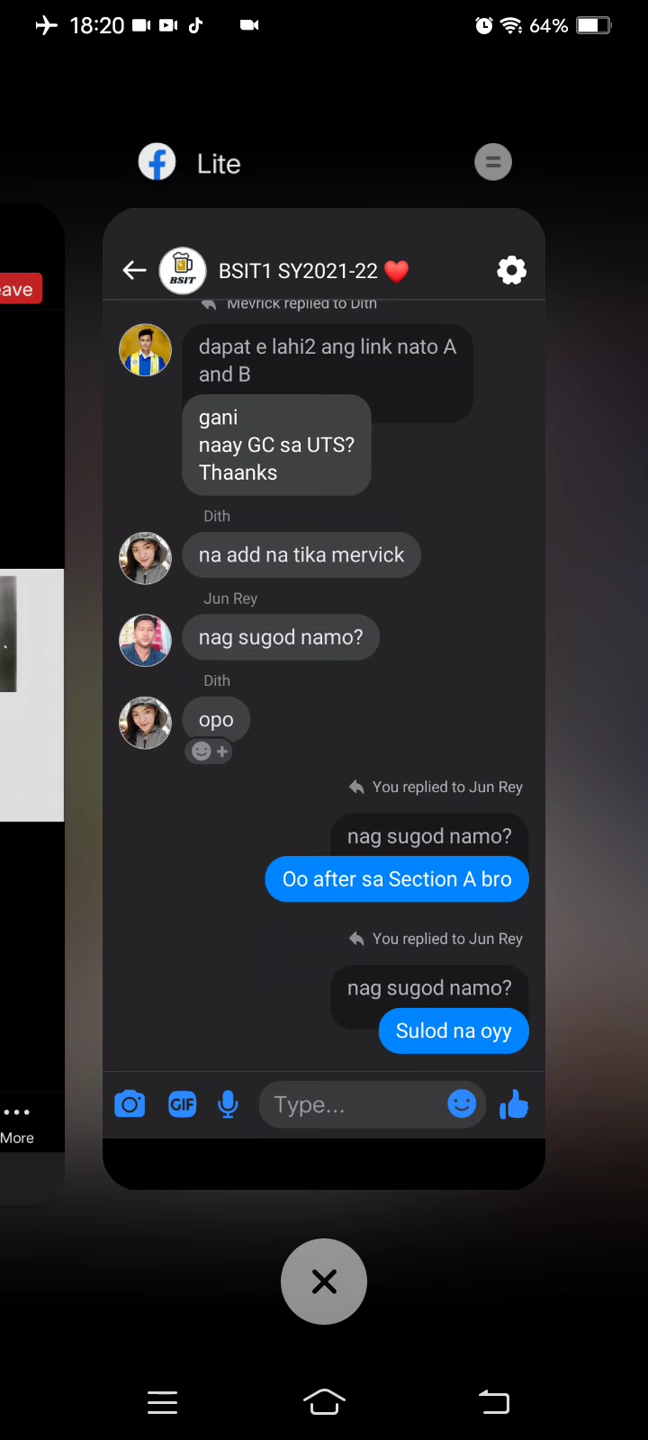 18:20
64%
Lite
eave
BSIT
BSIT1 SY2021-22 ❤️
Mevrick replied to Dith
dapat e lahi2 ang link nato A
and B
gani
naay GC sa UTS?
Thaanks
Dith
na add na tika mervick
Jun Rey
nag sugod namo?
Dith
opo
You replied to Jun Rey
nag sugod namo?
Oo after sa Section A bro
You replied to Jun Rey
nag sugod namo?
Sulod na oyy
GIF
Type...
More